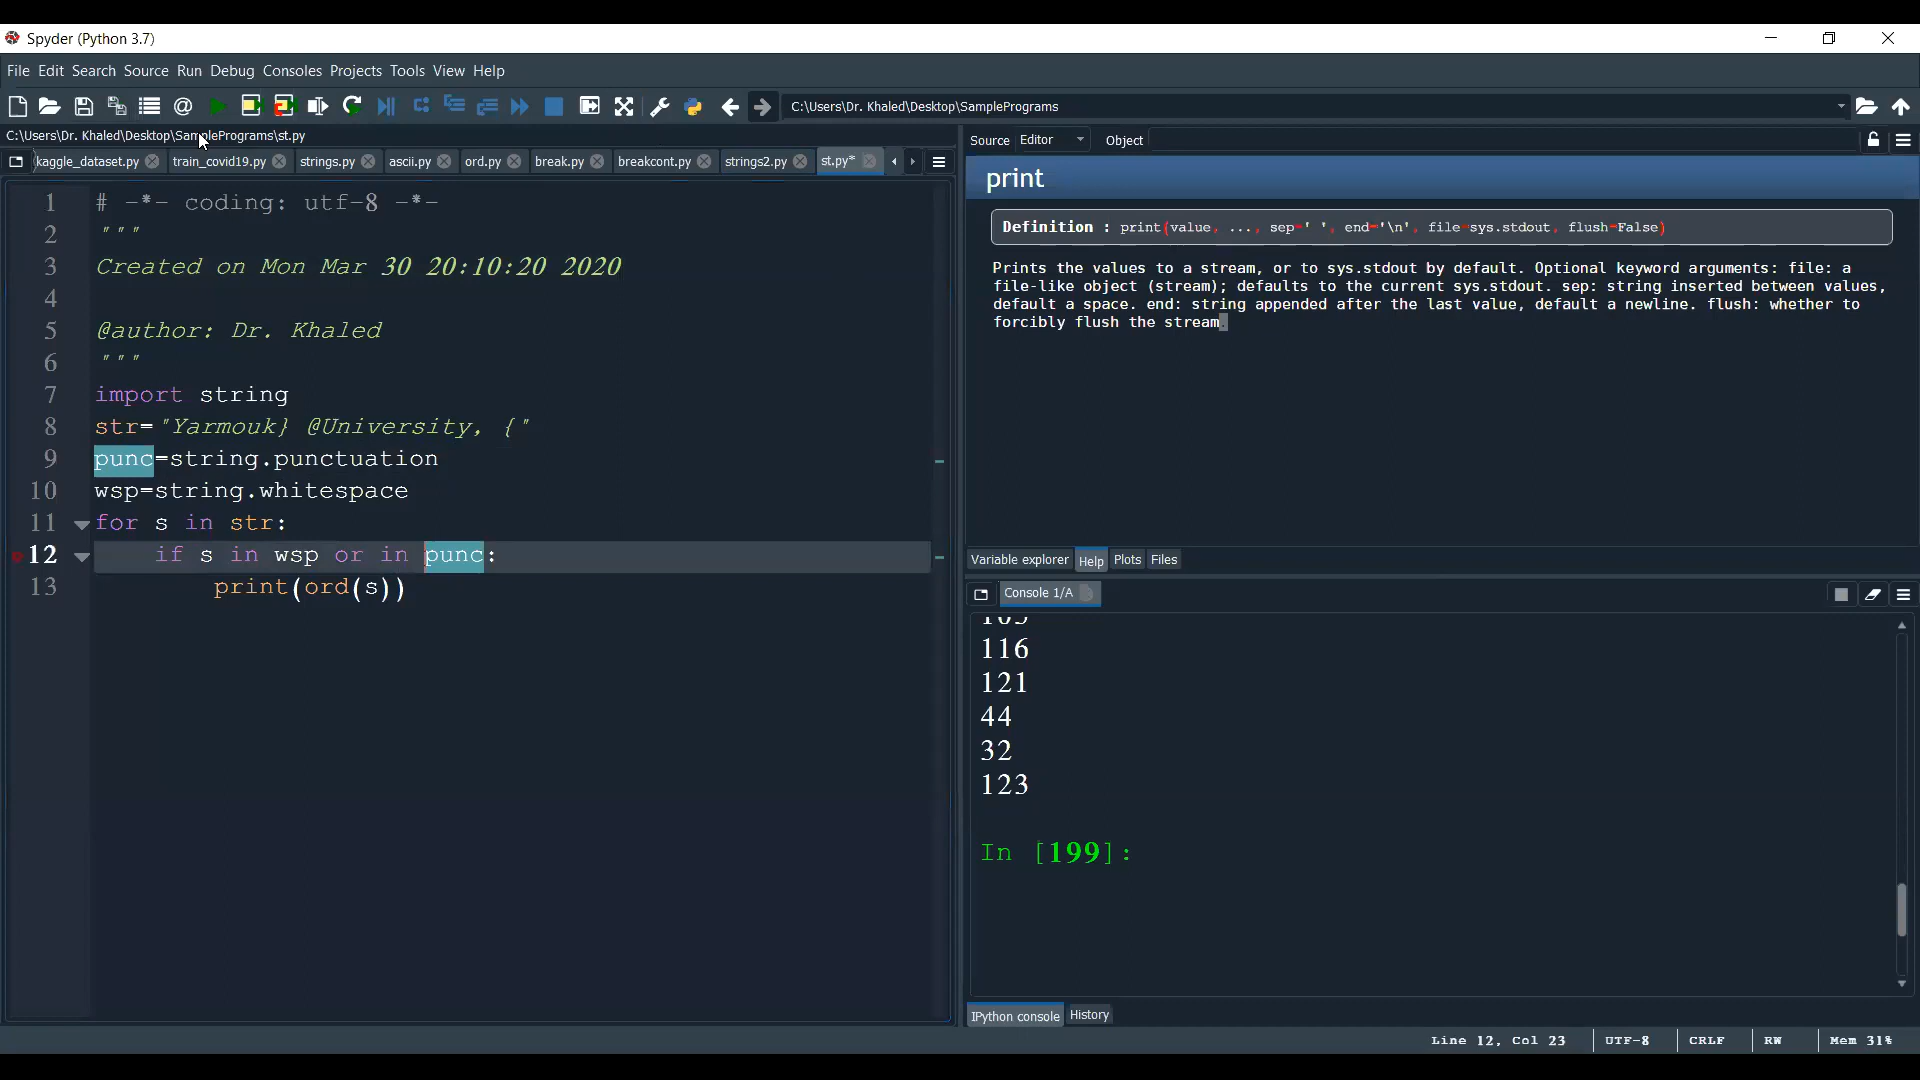 Spyder (Python 3.7)
File Edit Search Source Run Debug Consoles Projects Tools View Help
C:\Users\Dr. Khaled\Desktop\SamplePrograms
C:\Users\Dr. Khaled\Desktop\SamplePrograms\st.py
kaggle_dataset.py train_covid19.py strings.py ascii.py ord.py break.py breakcont.py strings2.py st.py*
1 # -*- coding: utf-8 -*-
2 """
3 Created on Mon Mar 30 20:10:20 2020
4
5 @author: Dr. Khaled
6 """
7 import string
8 str="Yarmouk} @University, {"
9 punc=string.punctuation
10 wsp=string.whitespace
11 for s in str:
12 if s in wsp or in punc:
13 print(ord(s))
Source Editor Object
print
Definition : print(value, ..., sep=' ', end='\n', file=sys.stdout, flush=False)
Prints the values to a stream, or to sys.stdout by default. Optional keyword arguments: file: a
file-like object (stream); defaults to the current sys.stdout. sep: string inserted between values,
default a space. end: string appended after the last value, default a newline. flush: whether to
forcibly flush the stream.
Variable explorer Help Plots Files
Console 1/A
116
121
44
32
123
In [199]:
IPython console History
Line 12, Col 23 UTF-8 CRLF RW Mem 31%